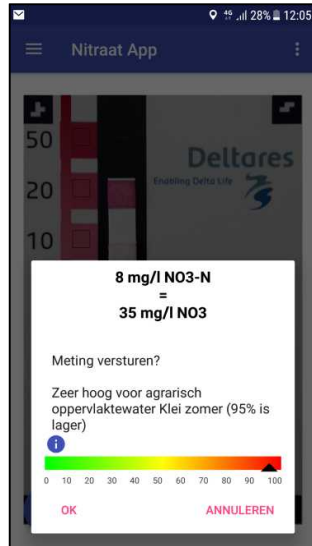 4G 28% 12:05
Nitraat App
50
Deltares
Enabling Delta Life
20
10
8 mg/l NO3-N
=
35 mg/l NO3
Meting versturen?
Zeer hoog voor agrarisch
oppervlaktewater Klei zomer (95% is
lager)
i
0 10 20 30 40 50 60 70 80 90 100
OK ANNULEREN